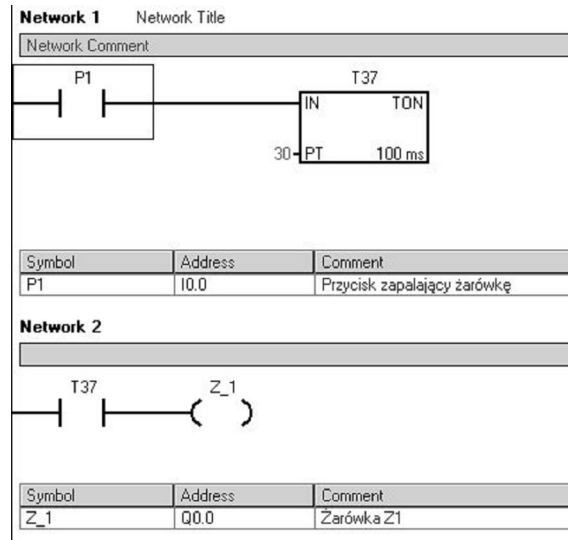 Network 1 Network Title
Network Comment
P1
T37
IN TON
30 PT 100 ms
Symbol Address Comment
P1 I0.0 Przycisk zapalający żarówkę
Network 2
T37 Z_1
Symbol Address Comment
Z_1 Q0.0 Żarówka Z1